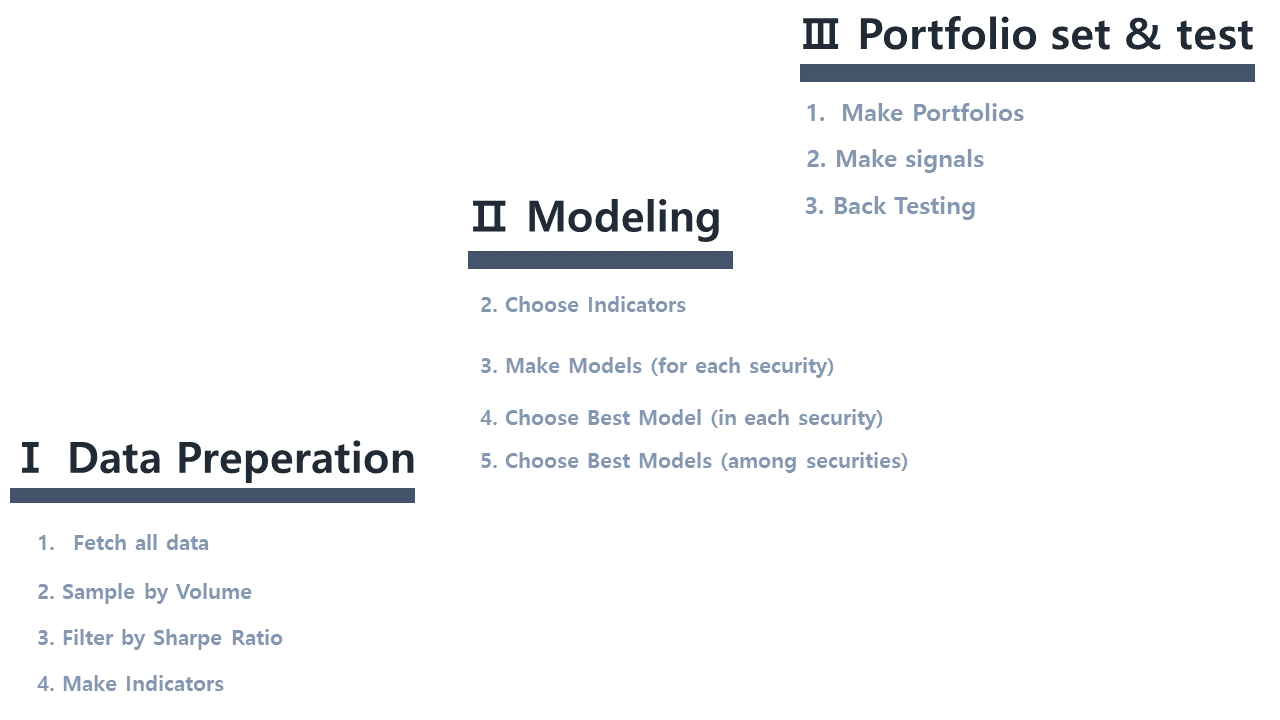 Ⅲ Portfolio set & test
1. Make Portfolios
2. Make signals
3. Back Testing
Ⅱ Modeling
2. Choose Indicators
3. Make Models (for each security)
4. Choose Best Model (in each security)
5. Choose Best Models (among securities)
Ⅰ Data Preperation
1. Fetch all data
2. Sample by Volume
3. Filter by Sharpe Ratio
4. Make Indicators